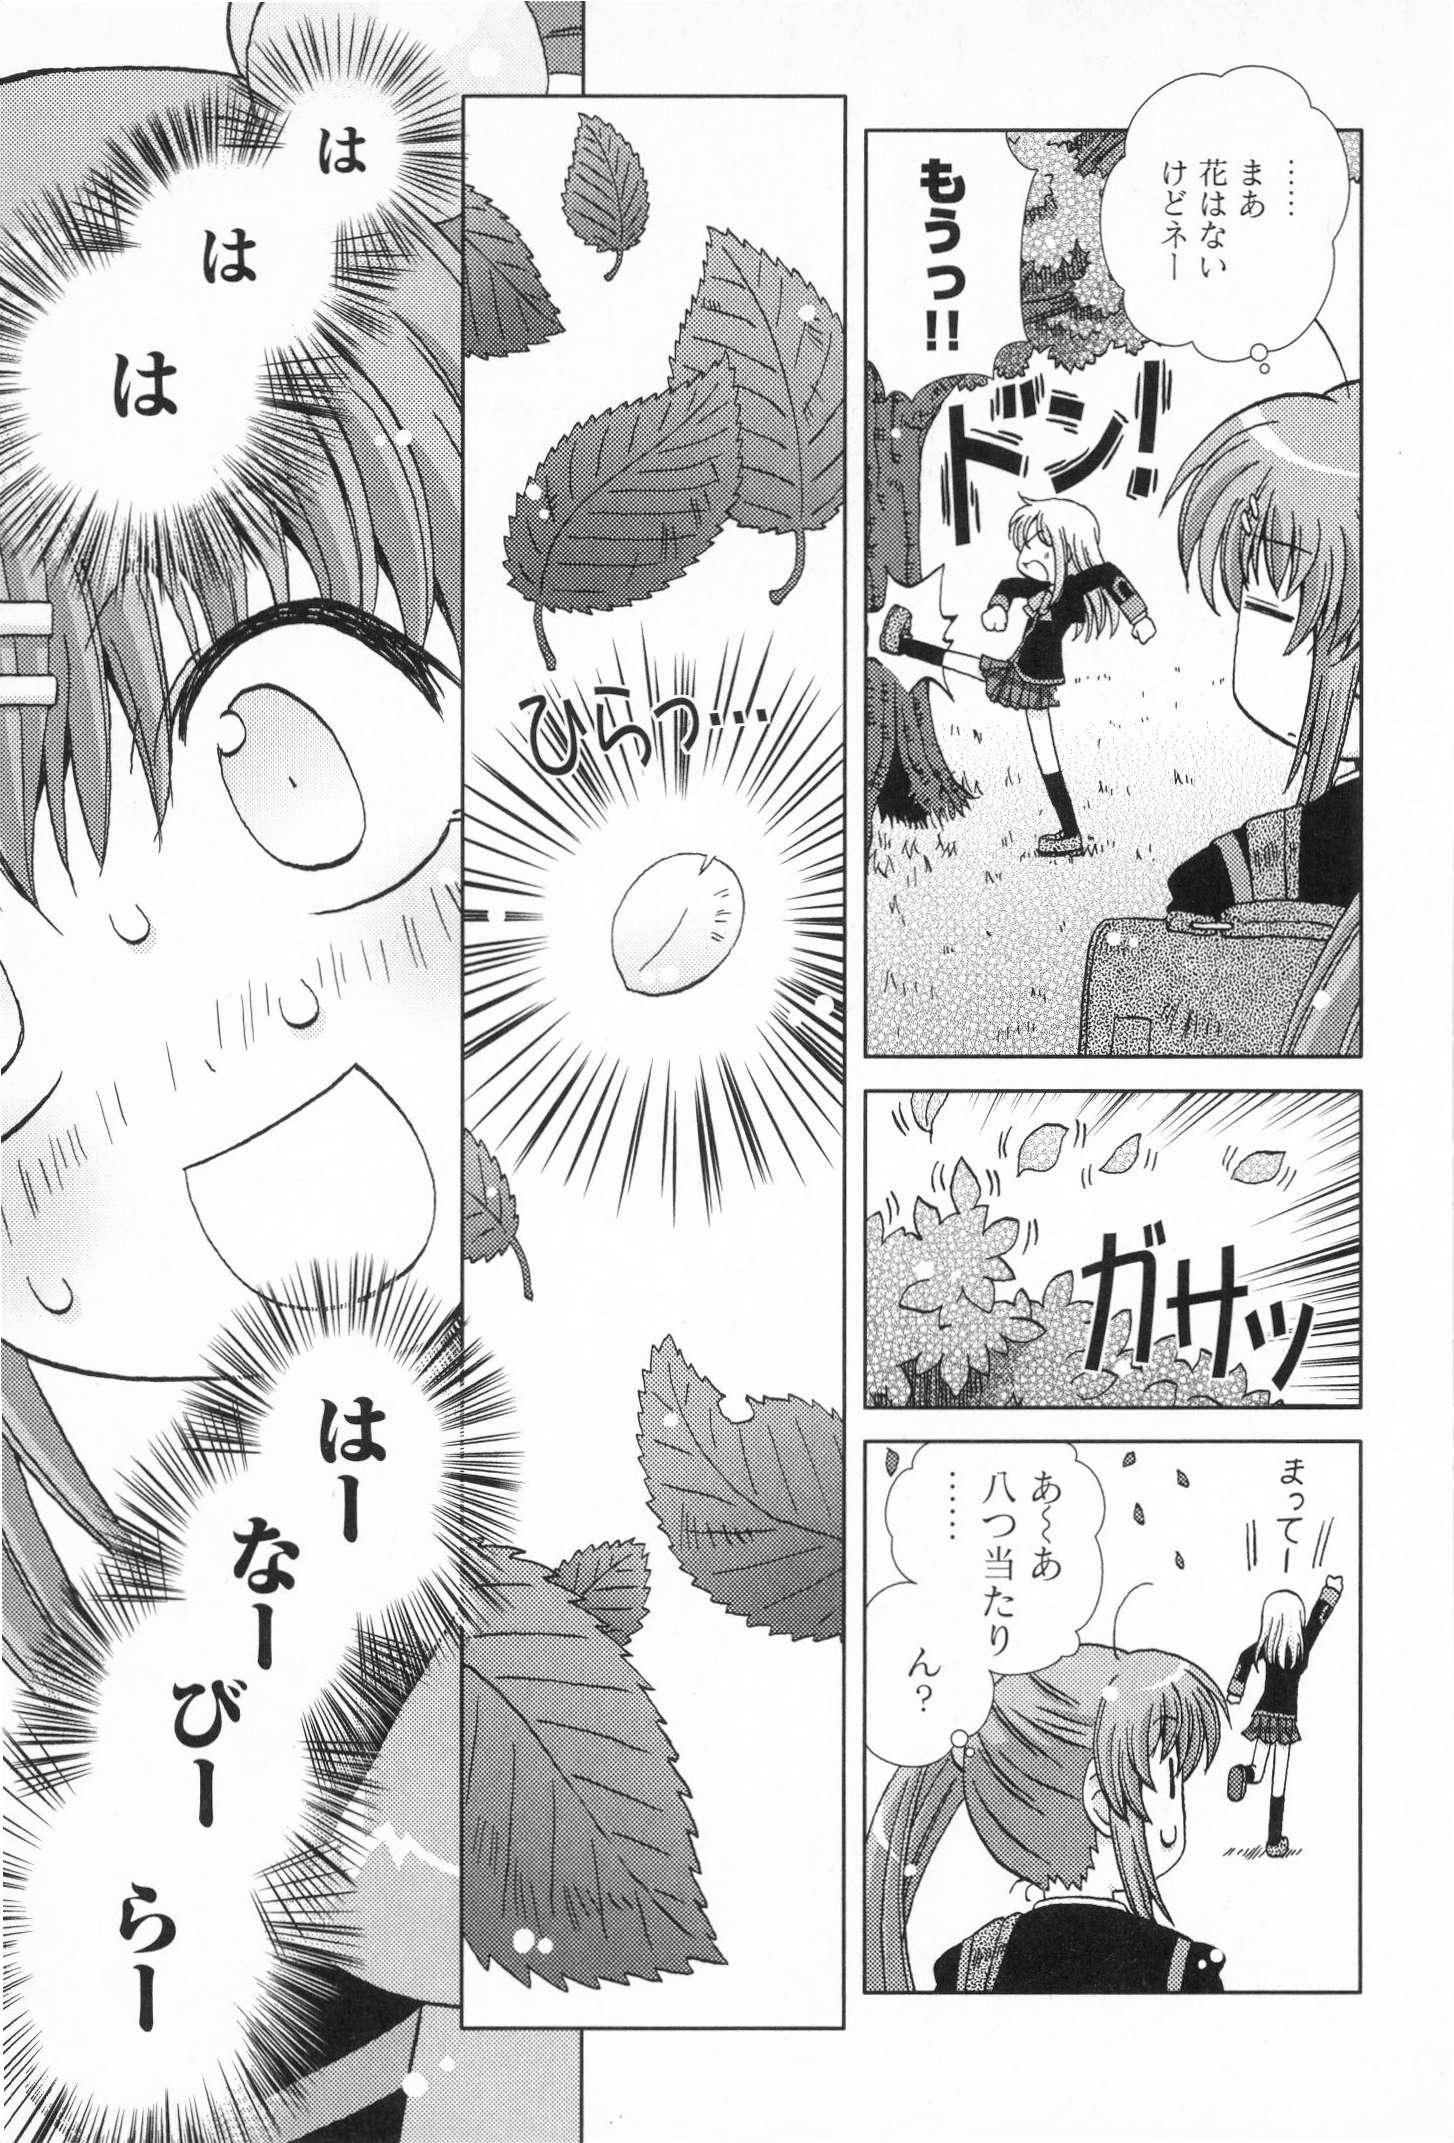 ……
まあ
花はない
けどネー
もうっ!!
ドン!
ガサッ
まってー
あ〜あ
八つ当たり
……
ん?
ひらっ…
は
は
は
はー
なー
びー
らー